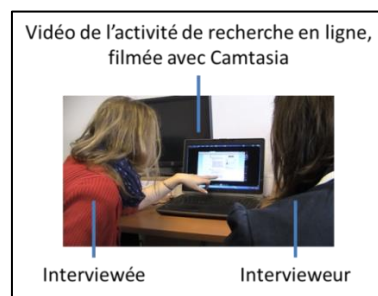 Vidéo de l’activité de recherche en ligne,
filmée avec Camtasia
Interviewée
Intervieweur